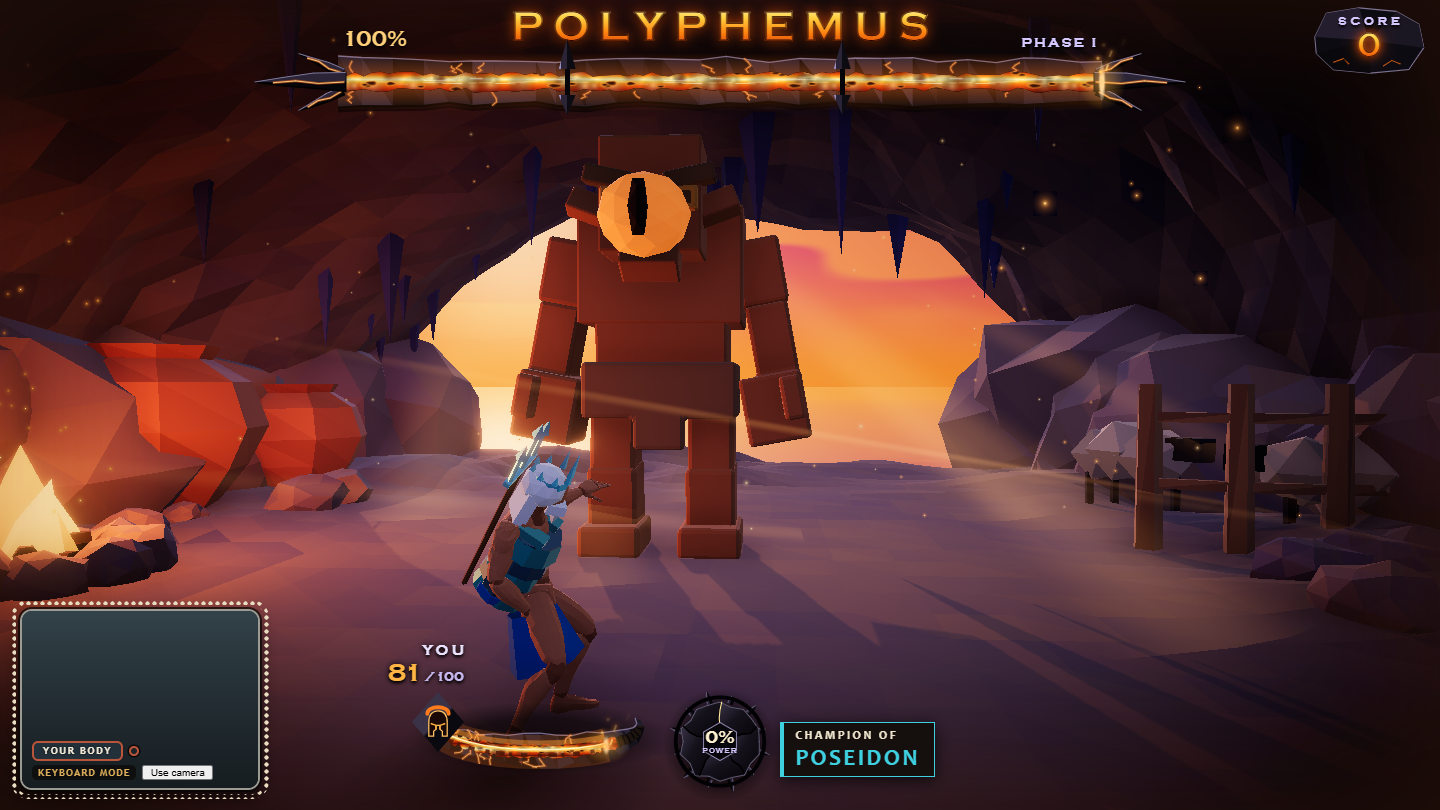 POLYPHEMUS
100%
PHASE I
SCORE
0
YOU
81 /100
0%
POWER
CHAMPION OF
POSEIDON
YOUR BODY
KEYBOARD MODE
Use camera